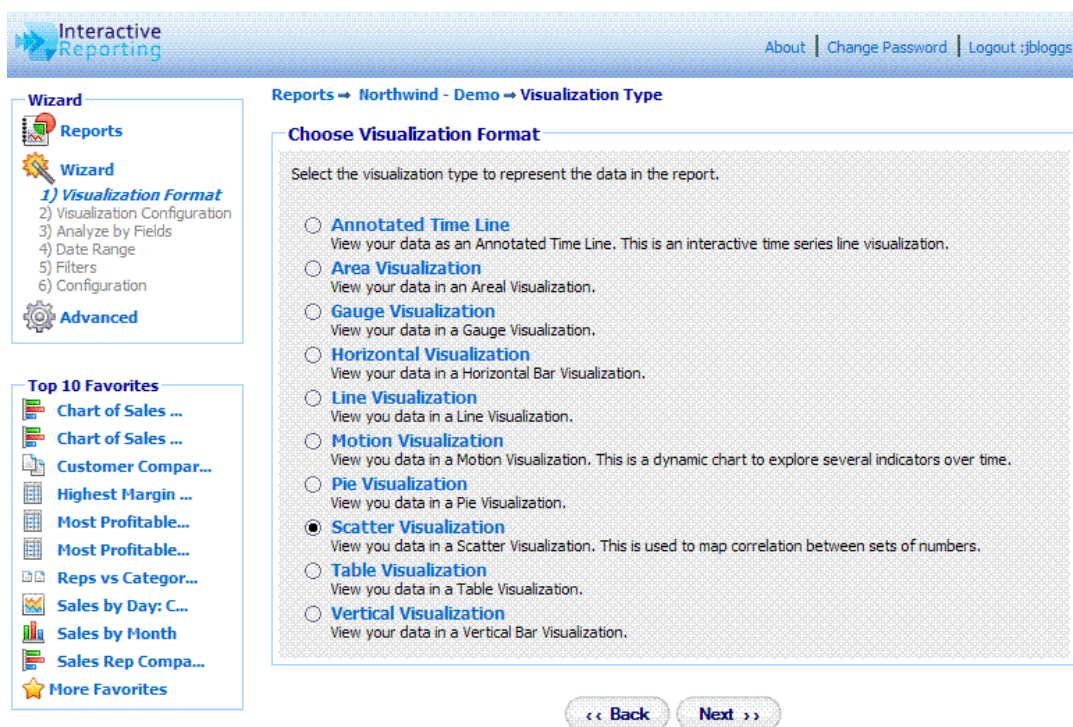 Interactive
Reporting
About | Change Password | Logout :jbloggs
Wizard
Reports
Wizard
1) Visualization Format
2) Visualization Configuration
3) Analyze by Fields
4) Date Range
5) Filters
6) Configuration
Advanced
Top 10 Favorites
Chart of Sales ...
Chart of Sales ...
Customer Compar...
Highest Margin ...
Most Profitable...
Most Profitable...
Reps vs Categor...
Sales by Day: C...
Sales by Month
Sales Rep Compa...
More Favorites
Reports ➡ Northwind - Demo ➡ Visualization Type
Choose Visualization Format
Select the visualization type to represent the data in the report.
Annotated Time Line
View your data as an Annotated Time Line. This is an interactive time series line visualization.
Area Visualization
View your data in an Areal Visualization.
Gauge Visualization
View your data in a Gauge Visualization.
Horizontal Visualization
View your data in a Horizontal Bar Visualization.
Line Visualization
View you data in a Line Visualization.
Motion Visualization
View you data in a Motion Visualization. This is a dynamic chart to explore several indicators over time.
Pie Visualization
View you data in a Pie Visualization.
Scatter Visualization
View you data in a Scatter Visualization. This is used to map correlation between sets of numbers.
Table Visualization
View you data in a Table Visualization.
Vertical Visualization
View your data in a Vertical Bar Visualization.
‹‹ Back
Next ››